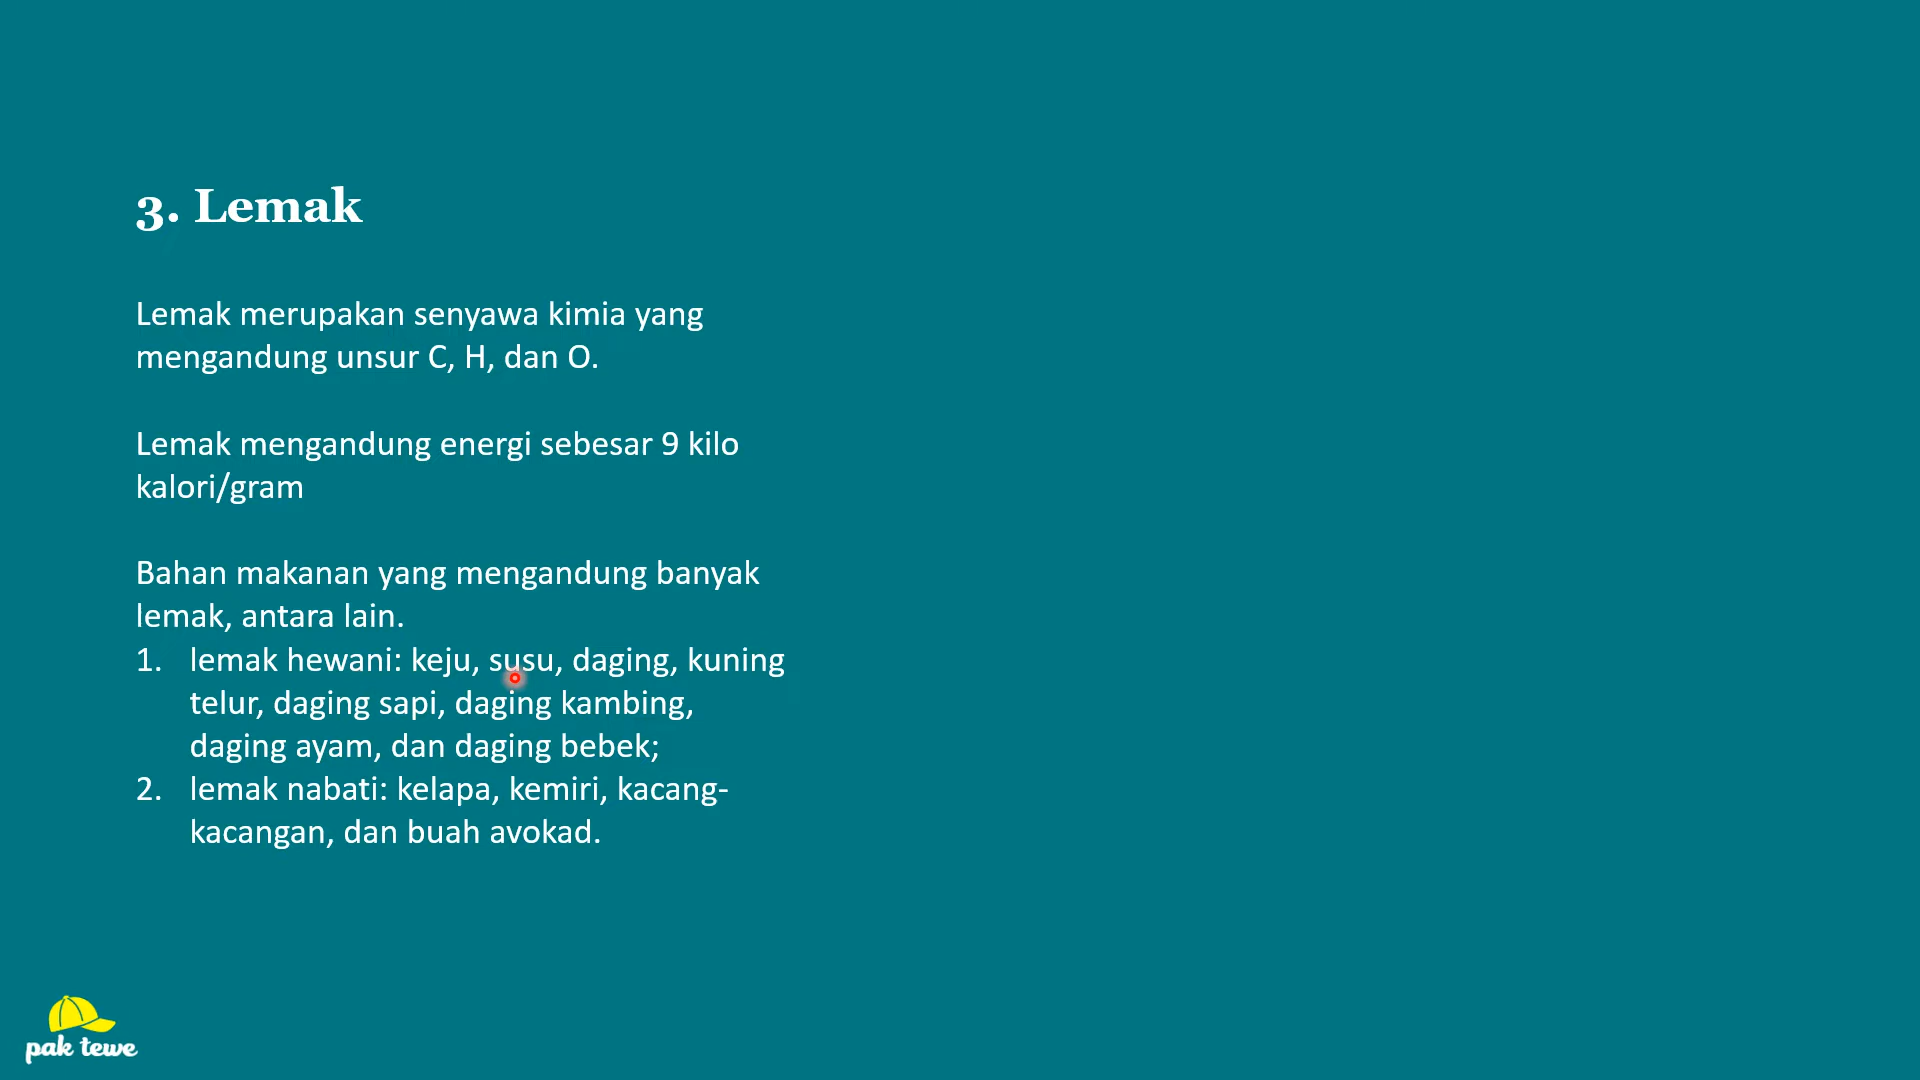 3. Lemak
Lemak merupakan senyawa kimia yang
mengandung unsur C, H, dan O.
Lemak mengandung energi sebesar 9 kilo
kalori/gram
Bahan makanan yang mengandung banyak
lemak, antara lain.
1. lemak hewani: keju, susu, daging, kuning
telur, daging sapi, daging kambing,
daging ayam, dan daging bebek;
2. lemak nabati: kelapa, kemiri, kacang-
kacangan, dan buah avokad.
pak tewe